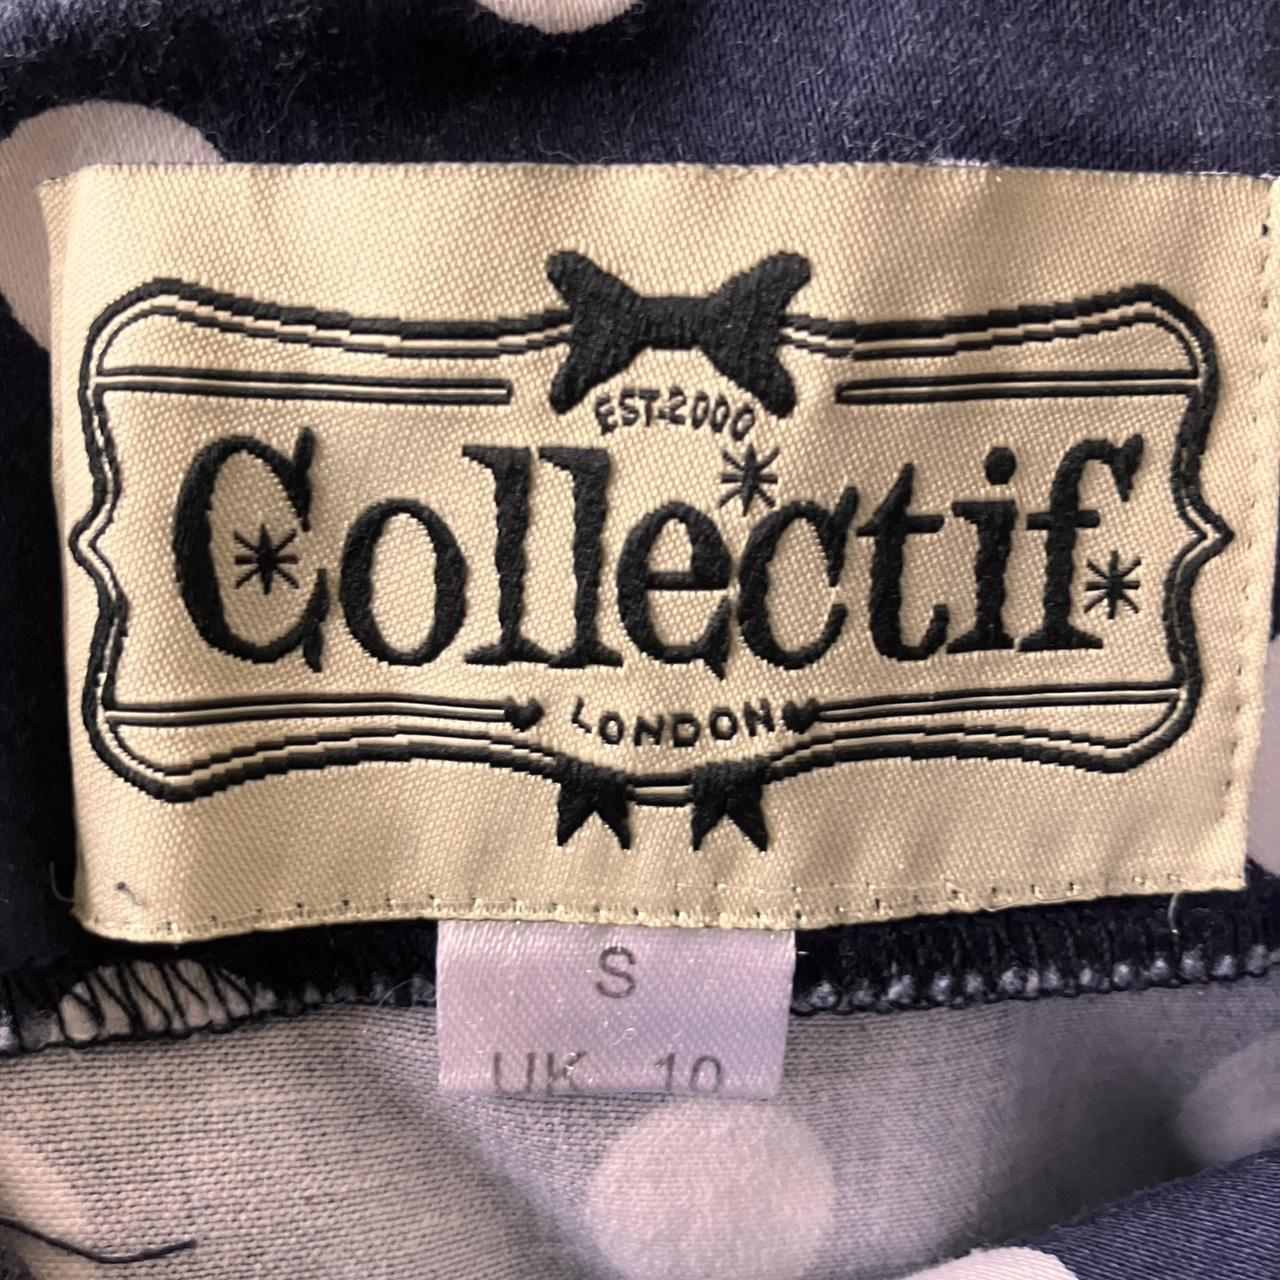 EST.2000
Collectif
LONDON
S
UK 10